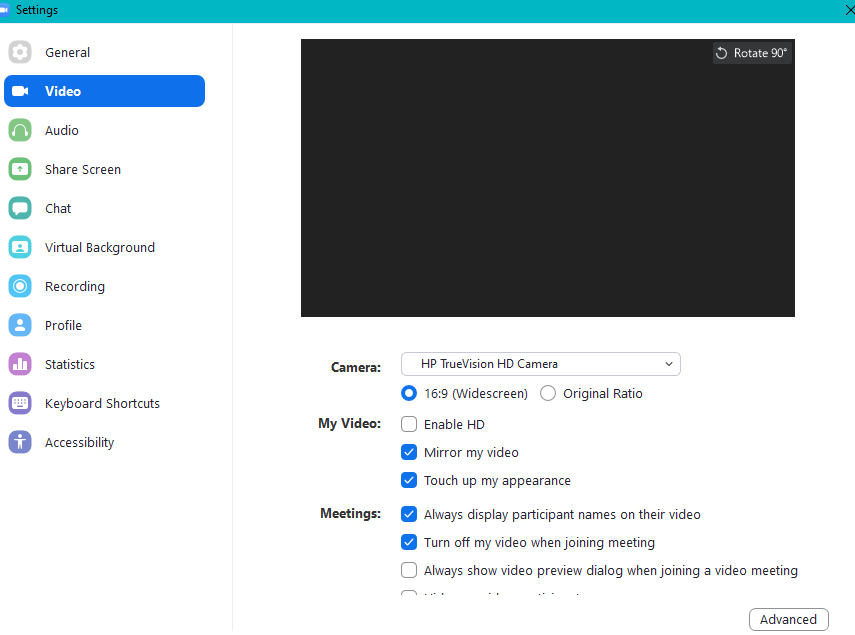 Settings
General
Video
Audio
Share Screen
Chat
Virtual Background
Recording
Profile
Statistics
Keyboard Shortcuts
Accessibility
Rotate 90°
Camera: HP TrueVision HD Camera
16:9 (Widescreen) Original Ratio
My Video: Enable HD
Mirror my video
Touch up my appearance
Meetings: Always display participant names on their video
Turn off my video when joining meeting
Always show video preview dialog when joining a video meeting
Advanced